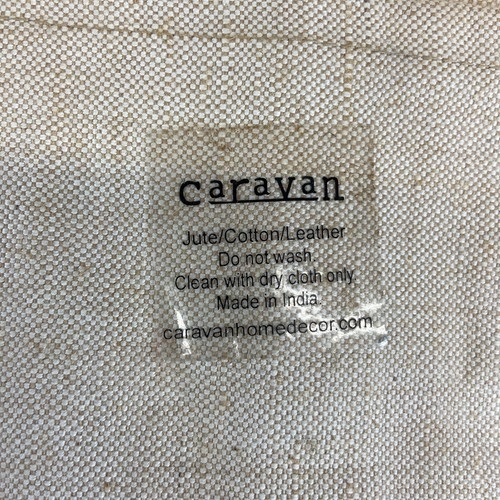 caravan
Jute/Cotton/Leather
Do not wash.
Clean with dry cloth only.
Made in India.
caravanhomedecor.com